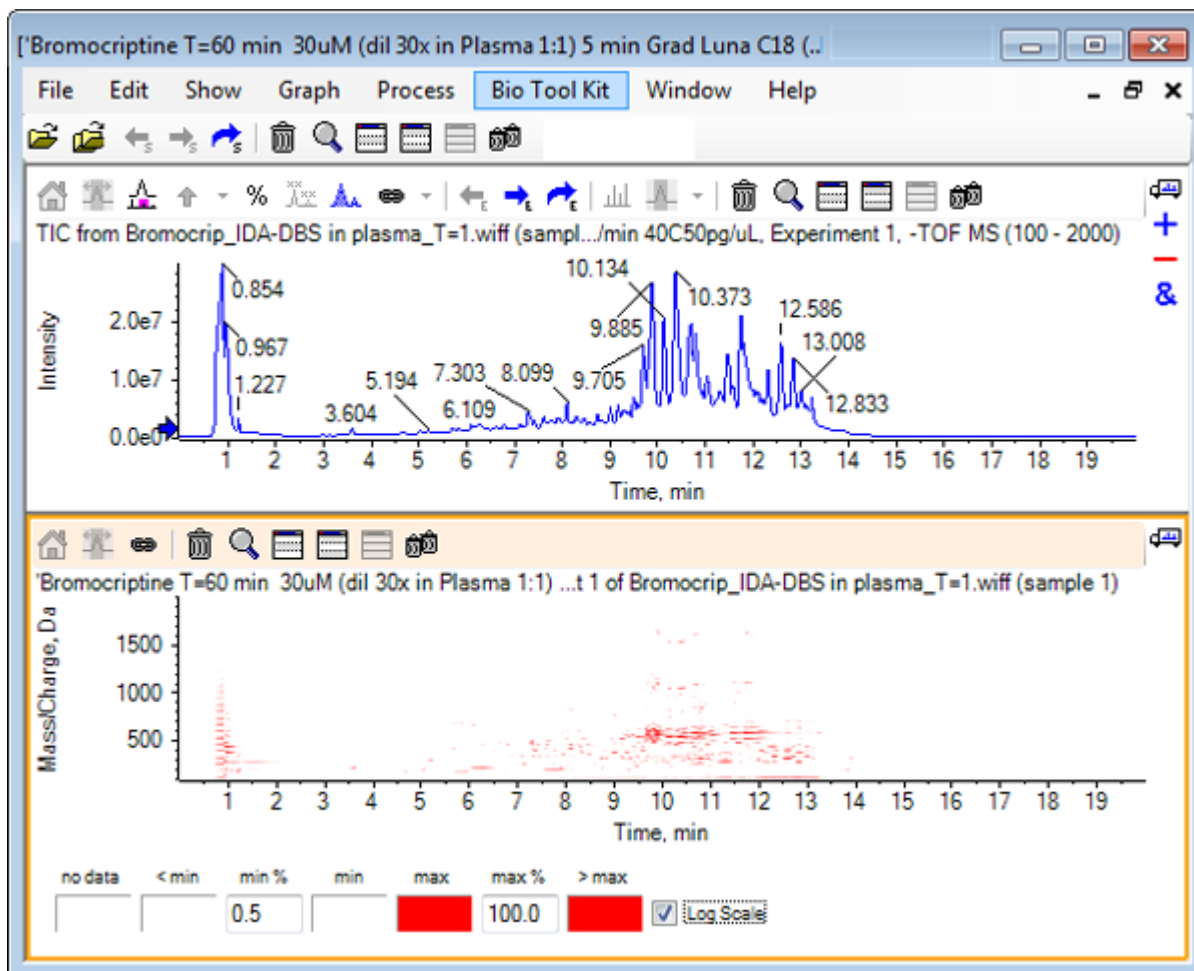 ['Bromocriptine T=60 min  30uM (dil 30x in Plasma 1:1) 5 min Grad Luna C18 (..
File Edit Show Graph Process Bio Tool Kit Window Help
%
TIC from Bromocrip_IDA-DBS in plasma_T=1.wiff (sampl.../min 40C50pg/uL, Experiment 1, -TOF MS (100 - 2000)
Intensity
2.0e7
1.0e7
0.0e0
0.854
0.967
1.227
3.604
5.194
6.109
7.303
8.099
9.705
9.885
10.134
10.373
12.586
13.008
12.833
1 2 3 4 5 6 7 8 9 10 11 12 13 14 15 16 17 18 19
Time, min
&
'Bromocriptine T=60 min  30uM (dil 30x in Plasma 1:1) ...t 1 of Bromocrip_IDA-DBS in plasma_T=1.wiff (sample 1)
Mass/Charge, Da
1500
1000
500
1 2 3 4 5 6 7 8 9 10 11 12 13 14 15 16 17 18 19
Time, min
no data < min min % min max max % > max
0.5 100.0 Log Scale